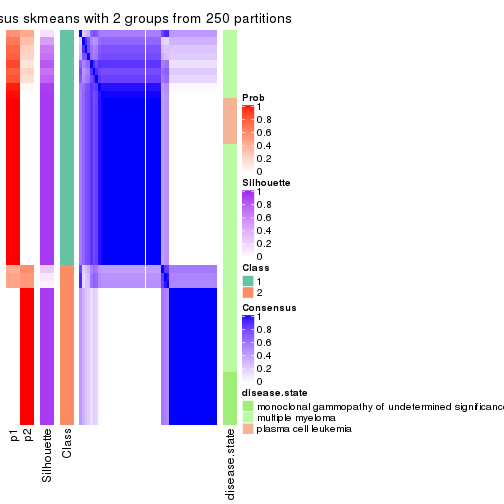 sus skmeans with 2 groups from 250 partitions
Prob
1
0.8
0.6
0.4
0.2
0
Silhouette
1
0.8
0.6
0.4
0.2
0
Class
1
2
Consensus
1
0.8
0.6
0.4
0.2
0
disease.state
monoclonal gammopathy of undetermined significance
multiple myeloma
plasma cell leukemia
p1
p2
Silhouette
Class
disease.state